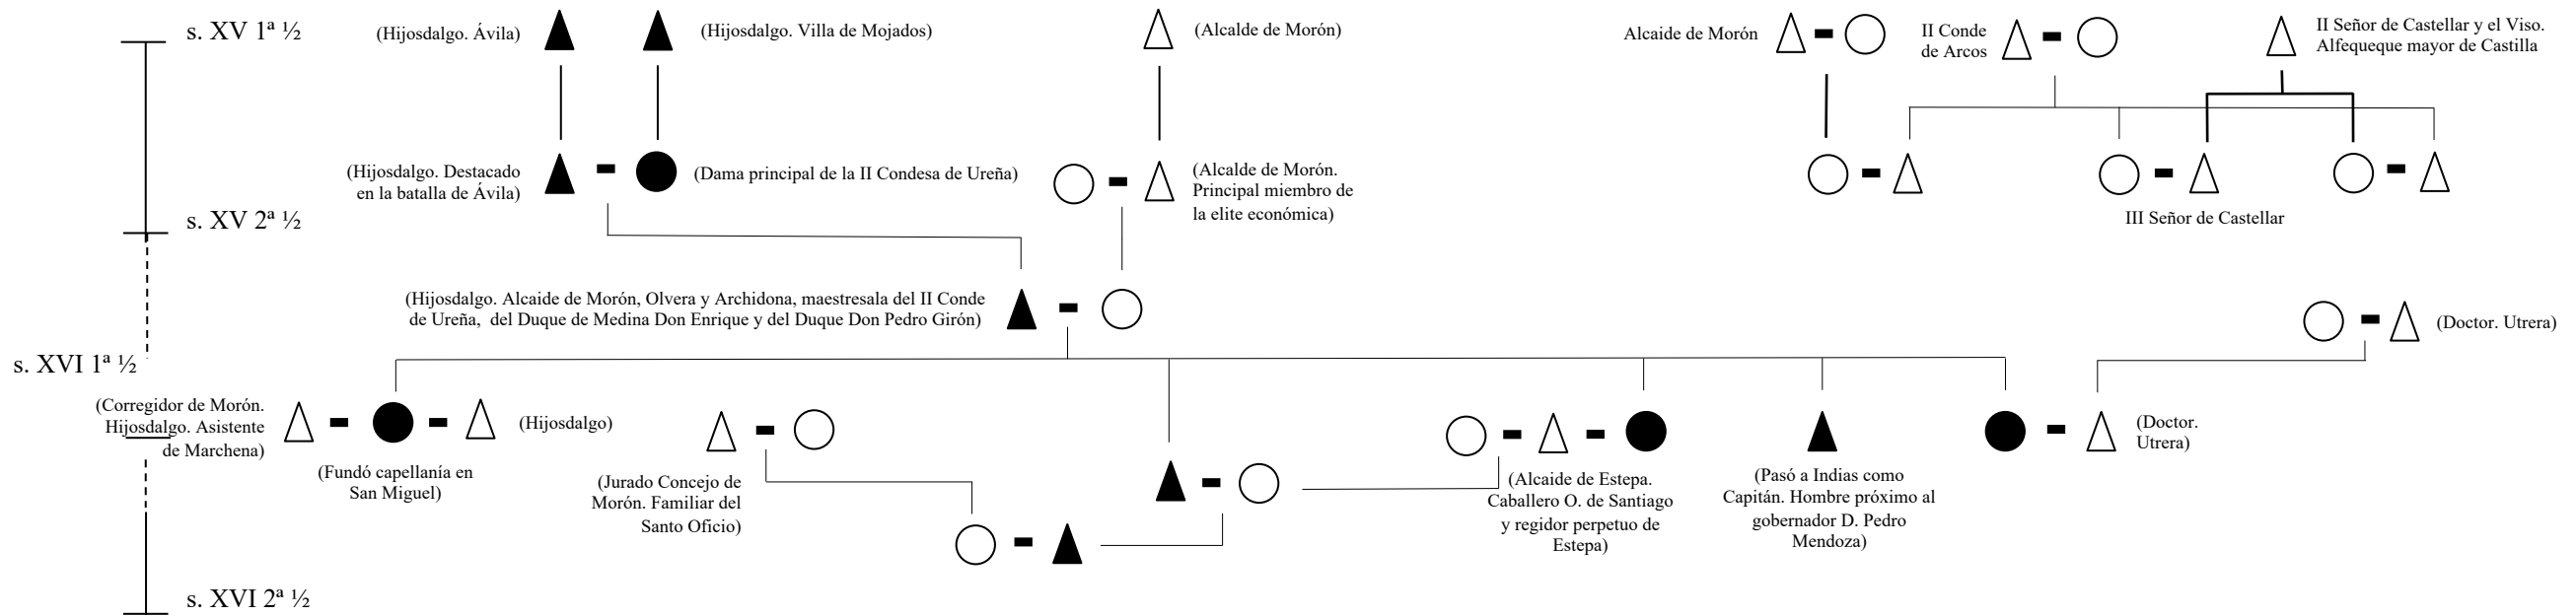 s. XV 1ª ½
(Hijosdalgo. Ávila)
(Hijosdalgo. Villa de Mojados)
(Alcalde de Morón)
Alcaide de Morón
II Conde
de Arcos
II Señor de Castellar y el Viso.
Alfequeque mayor de Castilla
(Hijosdalgo. Destacado
en la batalla de Ávila)
(Dama principal de la II Condesa de Ureña)
(Alcalde de Morón.
Principal miembro de
la elite económica)
III Señor de Castellar
s. XV 2ª ½
(Hijosdalgo. Alcaide de Morón, Olvera y Archidona, maestresala del II Conde
de Ureña, del Duque de Medina Don Enrique y del Duque Don Pedro Girón)
(Doctor. Utrera)
s. XVI 1ª ½
(Corregidor de Morón.
Hijosdalgo. Asistente
de Marchena)
(Hijosdalgo)
(Fundó capellanía en
San Miguel)
(Jurado Concejo de
Morón. Familiar del
Santo Oficio)
(Alcaide de Estepa.
Caballero O. de Santiago
y regidor perpetuo de
Estepa)
(Pasó a Indias como
Capitán. Hombre próximo al
gobernador D. Pedro
Mendoza)
(Doctor.
Utrera)
s. XVI 2ª ½